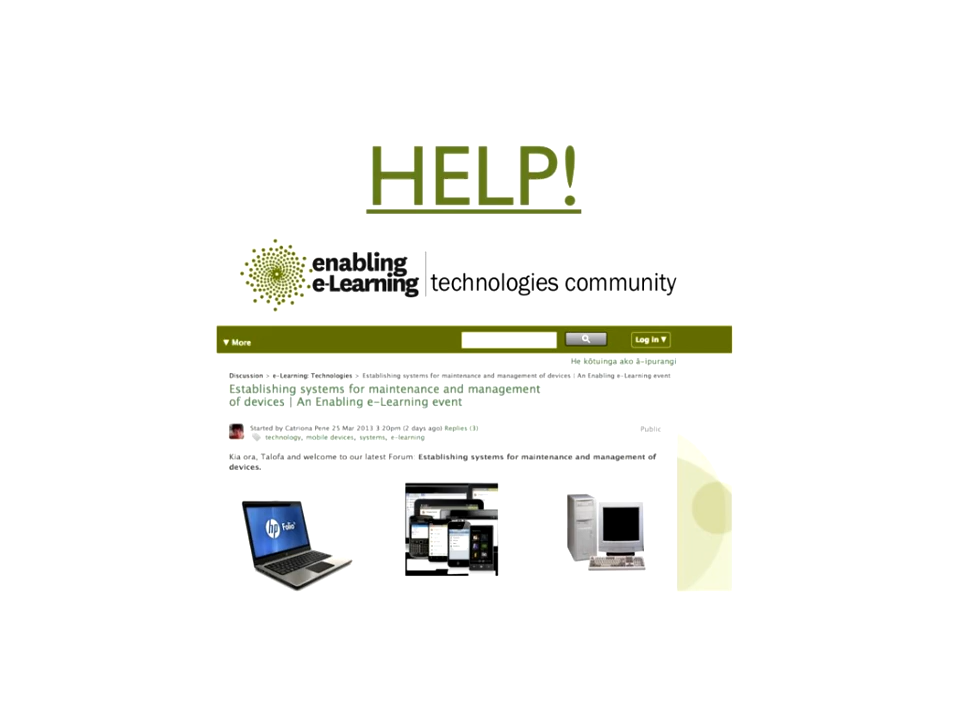 HELP!
enabling
e-Learning
technologies community
▼ More
Log in ▼
He kōtuinga ako ā-ipurangi
Discussion > e-Learning: Technologies > Establishing systems for maintenance and management of devices | An Enabling e-Learning event
Establishing systems for maintenance and management
of devices | An Enabling e-Learning event
Started by Catriona Pene 25 Mar 2013 3:20pm (2 days ago) Replies (3)
Public
technology, mobile devices, systems, e-learning
Kia ora, Talofa and welcome to our latest Forum: Establishing systems for maintenance and management of
devices.
hp Folio